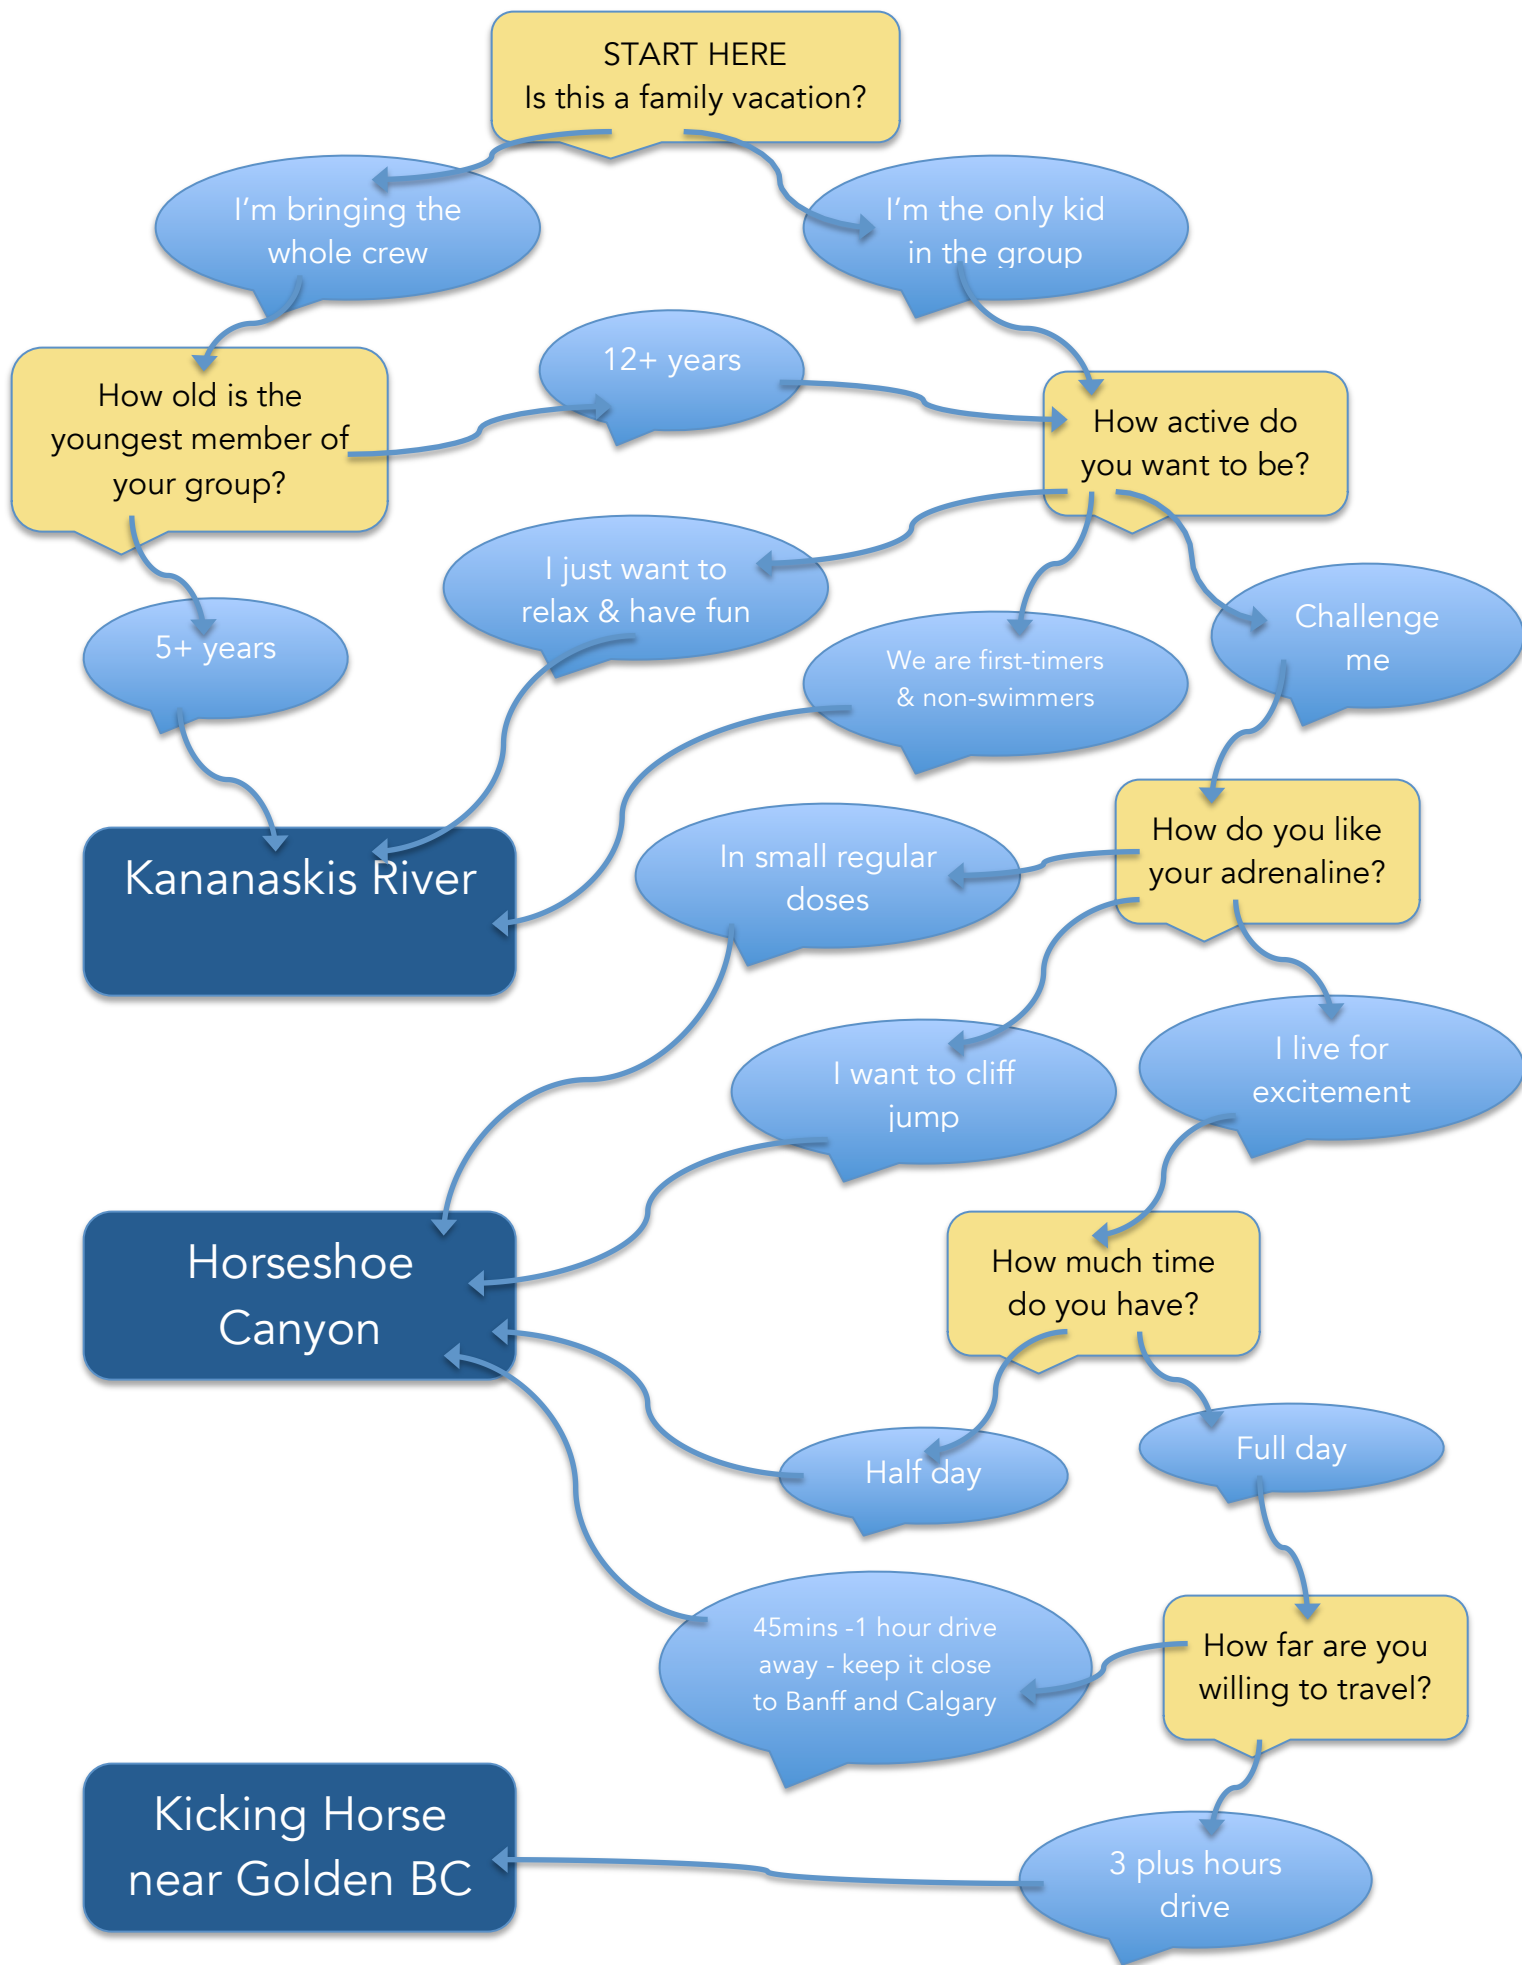 START HERE
Is this a family vacation?
I'm bringing the
whole crew
I'm the only kid
in the group
12+ years
How old is the
youngest member of
your group?
How active do
you want to be?
I just want to
relax & have fun
5+ years
We are first-timers
& non-swimmers
Challenge
me
Kananaskis River
In small regular
doses
How do you like
your adrenaline?
I want to cliff
jump
I live for
excitement
Horseshoe
Canyon
How much time
do you have?
Half day
Full day
45mins -1 hour drive
away - keep it close
to Banff and Calgary
How far are you
willing to travel?
Kicking Horse
near Golden BC
3 plus hours
drive